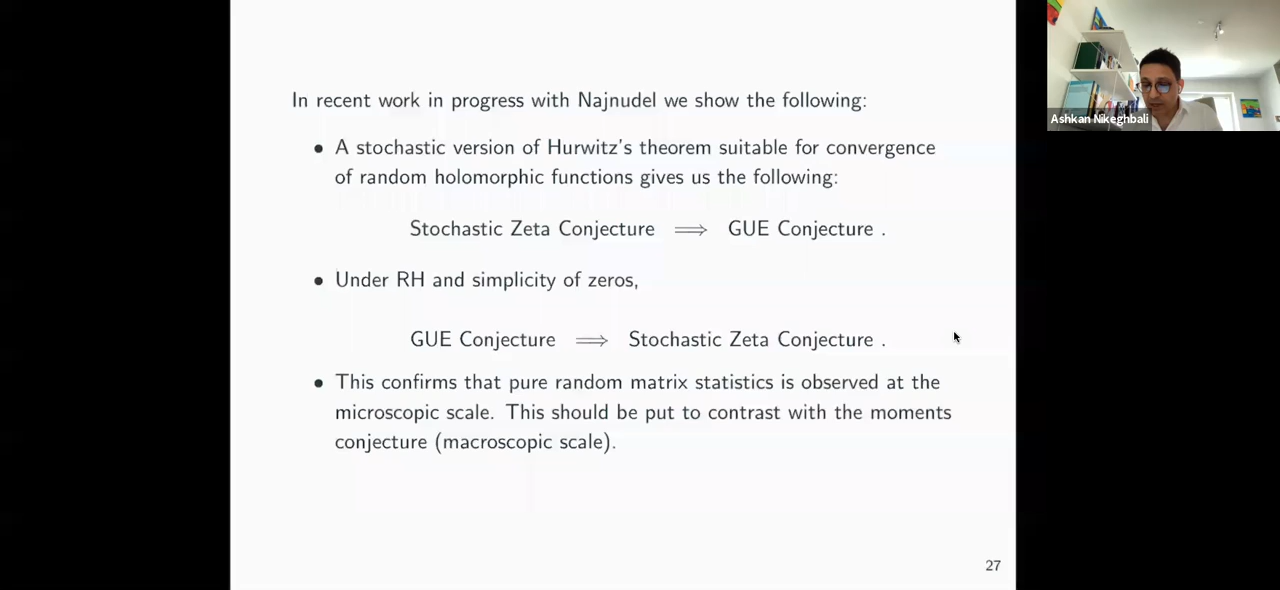 In recent work in progress with Najnudel we show the following:
• A stochastic version of Hurwitz's theorem suitable for convergence
of random holomorphic functions gives us the following:
Stochastic Zeta Conjecture ⟹ GUE Conjecture .
• Under RH and simplicity of zeros,
GUE Conjecture ⟹ Stochastic Zeta Conjecture .
• This confirms that pure random matrix statistics is observed at the
microscopic scale. This should be put to contrast with the moments
conjecture (macroscopic scale).
27
Ashkan Nikeghbali